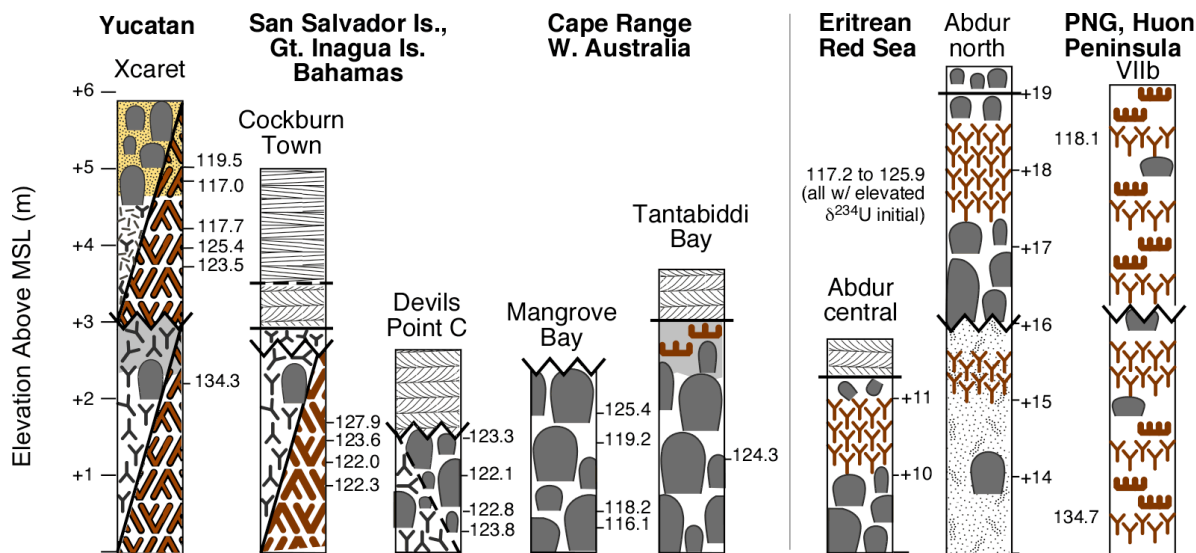 Yucatan
Xcaret
San Salvador Is.,
Gt. Inagua Is.
Bahamas
Cockburn
Town
Devils
Point C
Cape Range
W. Australia
Mangrove
Bay
Tantabiddi
Bay
Eritrean
Red Sea
Abdur
north
Abdur
central
PNG, Huon
Peninsula
VIIb
Elevation Above MSL (m)
+6
+5
+4
+3
+2
+1
119.5
117.0
117.7
125.4
123.5
134.3
127.9
123.6
122.0
122.3
123.3
122.1
122.8
123.8
125.4
119.2
118.2
116.1
124.3
117.2 to 125.9
(all w/ elevated
δ²³⁴U initial)
+11
+10
+19
+18
+17
+16
+15
+14
118.1
134.7